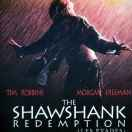 TIM ROBBINS MORGAN FREEMAN
THE
SHAWSHANK
REDEMPTION